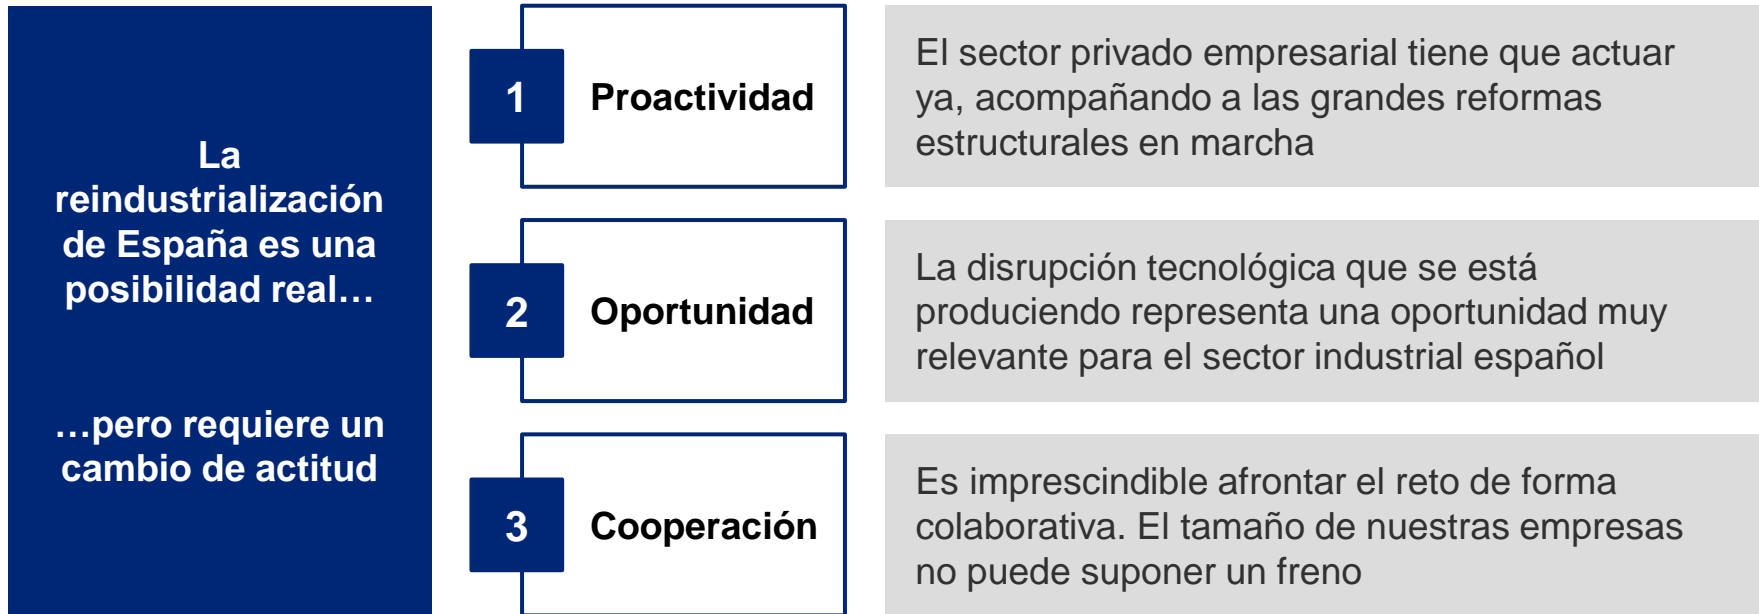 La
reindustrialización
de España es una
posibilidad real…
…pero requiere un
cambio de actitud
1
Proactividad
El sector privado empresarial tiene que actuar
ya, acompañando a las grandes reformas
estructurales en marcha
2
Oportunidad
La disrupción tecnológica que se está
produciendo representa una oportunidad muy
relevante para el sector industrial español
3
Cooperación
Es imprescindible afrontar el reto de forma
colaborativa. El tamaño de nuestras empresas
no puede suponer un freno